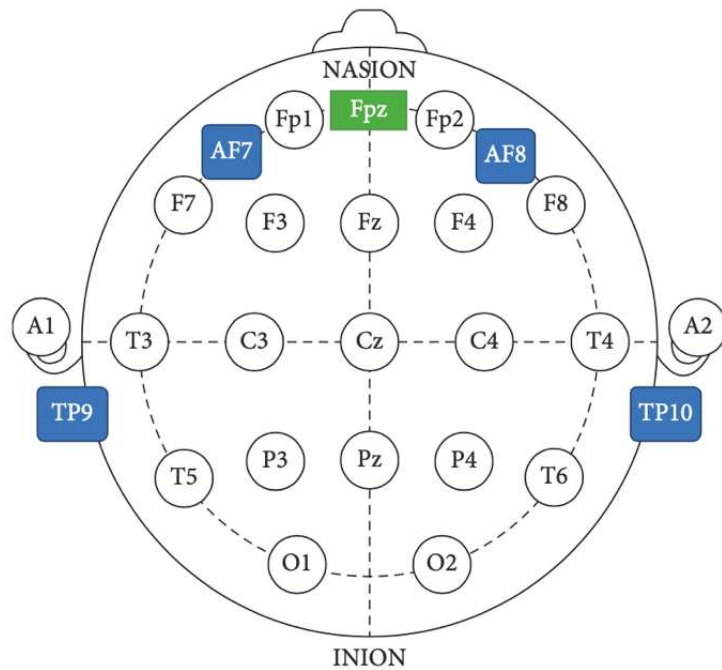 NASION
Fp1 Fpz Fp2
AF7 AF8
F7 F3 Fz F4 F8
A1 T3 C3 Cz C4 T4 A2
TP9 TP10
T5 P3 Pz P4 T6
O1 O2
INION